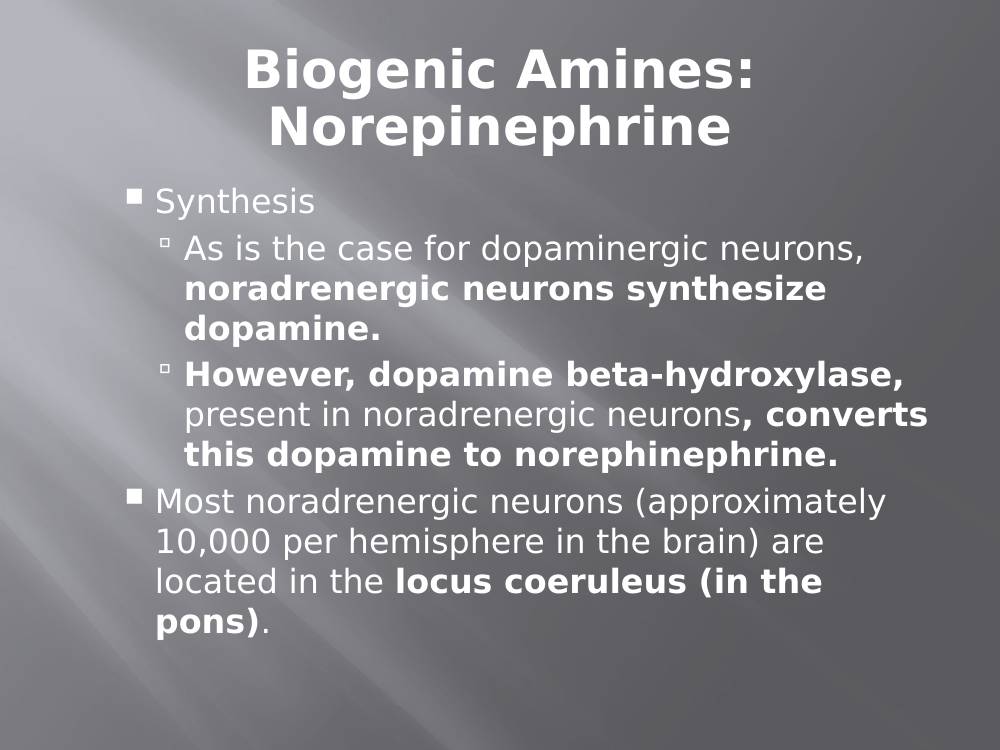 Biogenic Amines:
Norepinephrine
Synthesis
As is the case for dopaminergic neurons,
noradrenergic neurons synthesize
dopamine.
However, dopamine beta-hydroxylase,
present in noradrenergic neurons, converts
this dopamine to norephinephrine.
Most noradrenergic neurons (approximately
10,000 per hemisphere in the brain) are
located in the locus coeruleus (in the
pons).